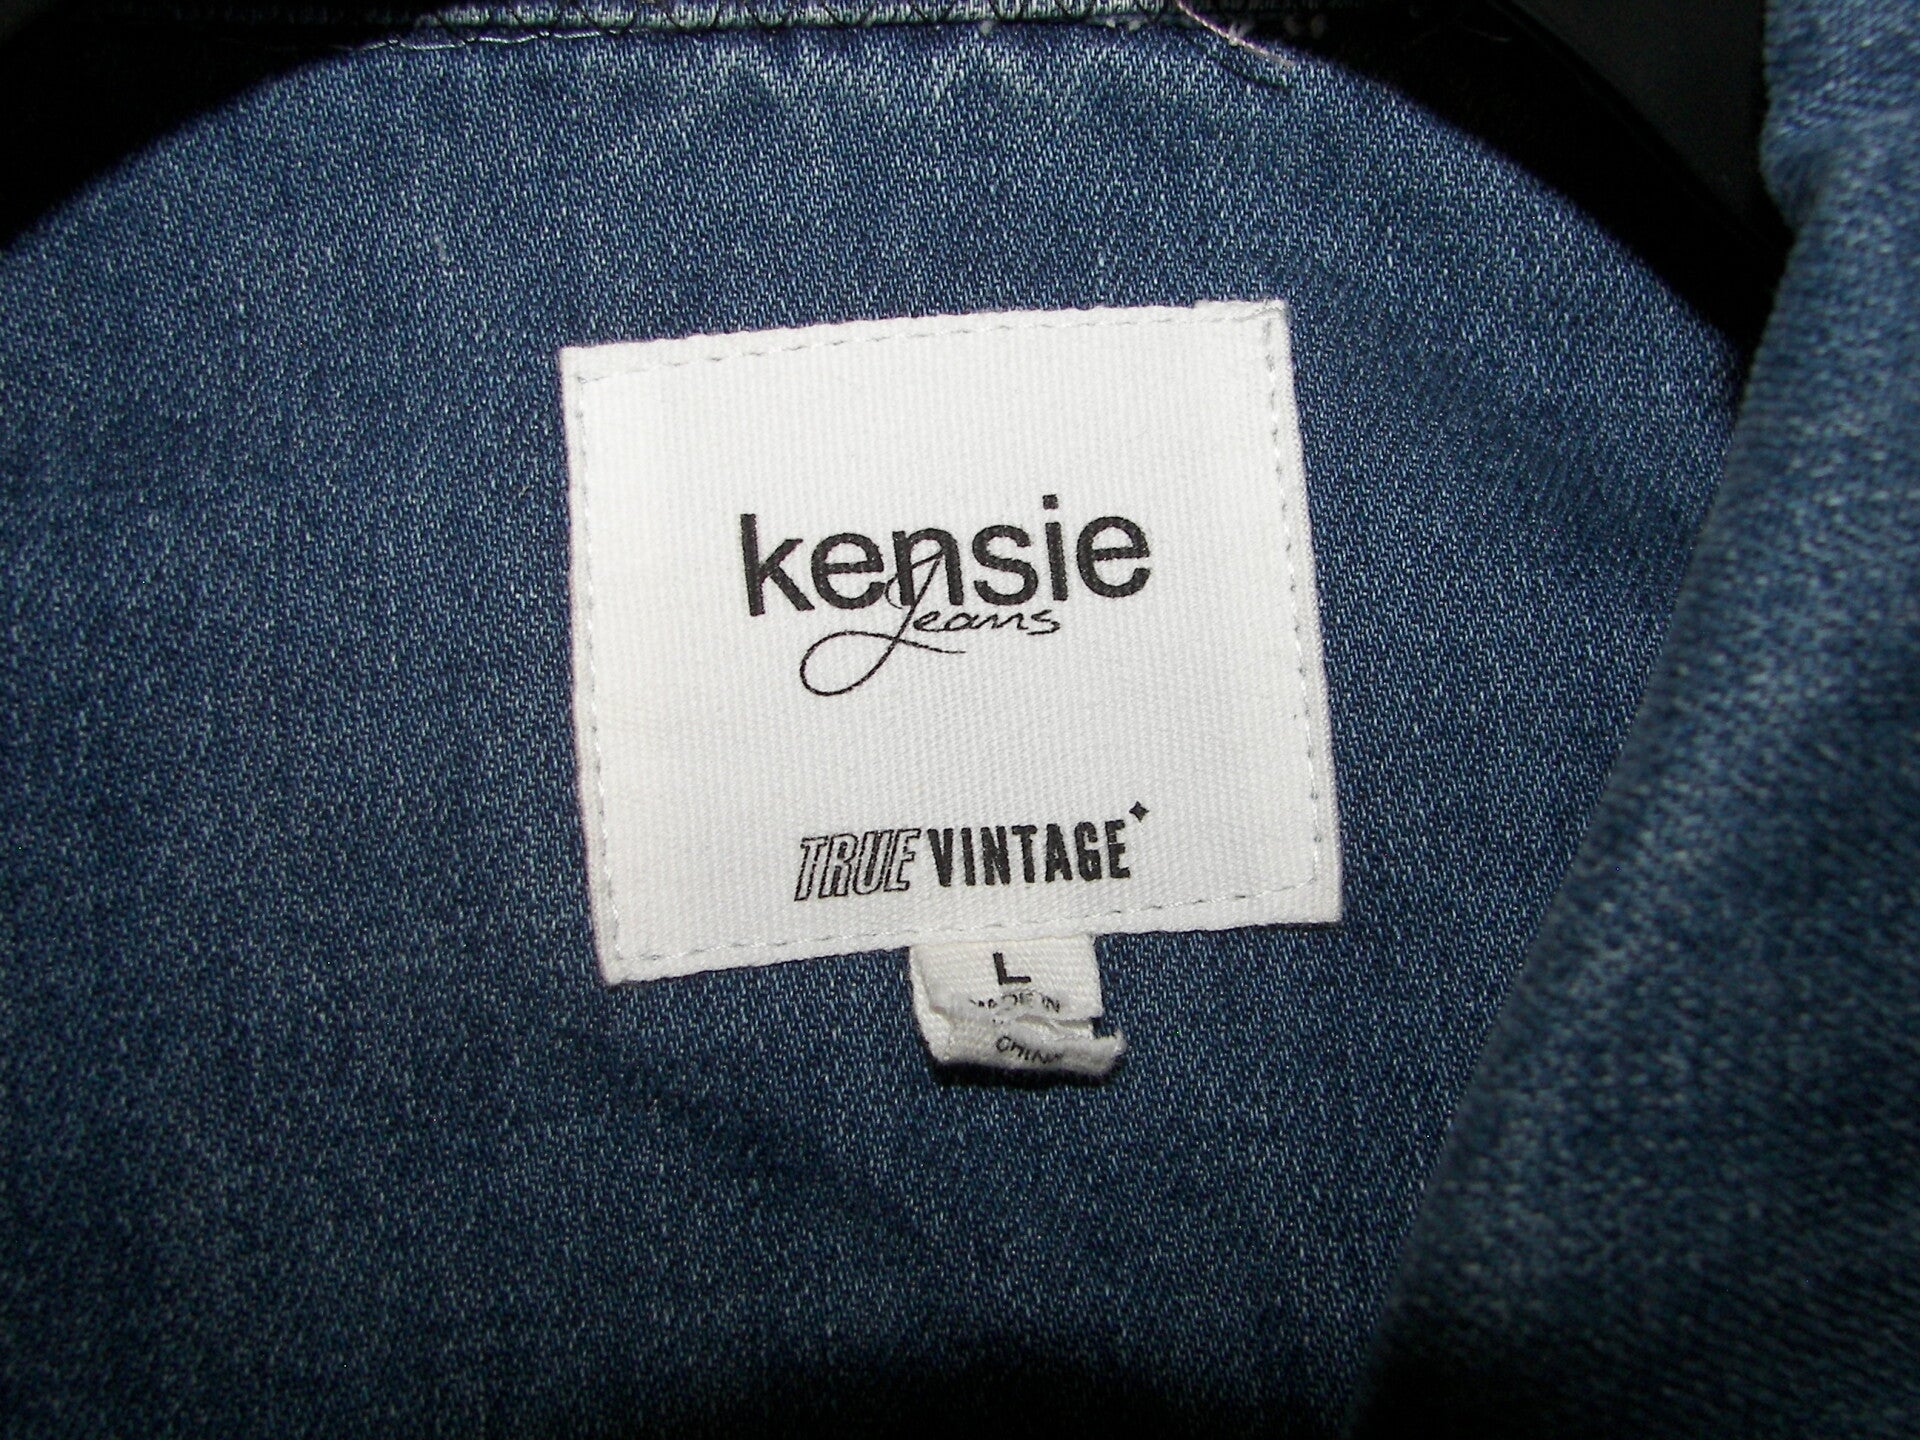 kensie
Jeans
TRUE VINTAGE
L
MADE IN
CHINA